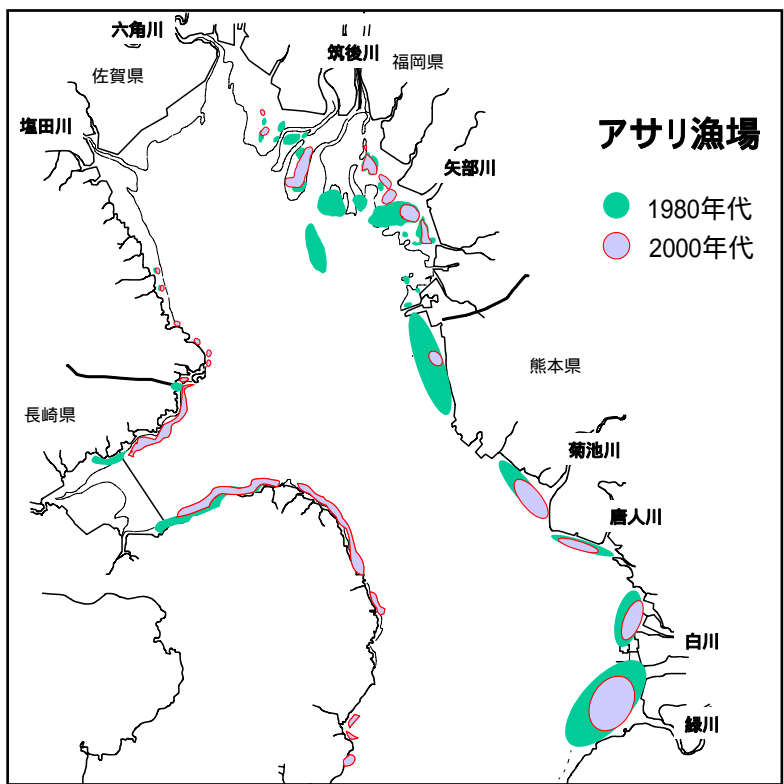 六角川
筑後川
福岡県
佐賀県
塩田川
アサリ漁場
矢部川
1980年代
2000年代
熊本県
長崎県
菊池川
唐人川
白川
緑川